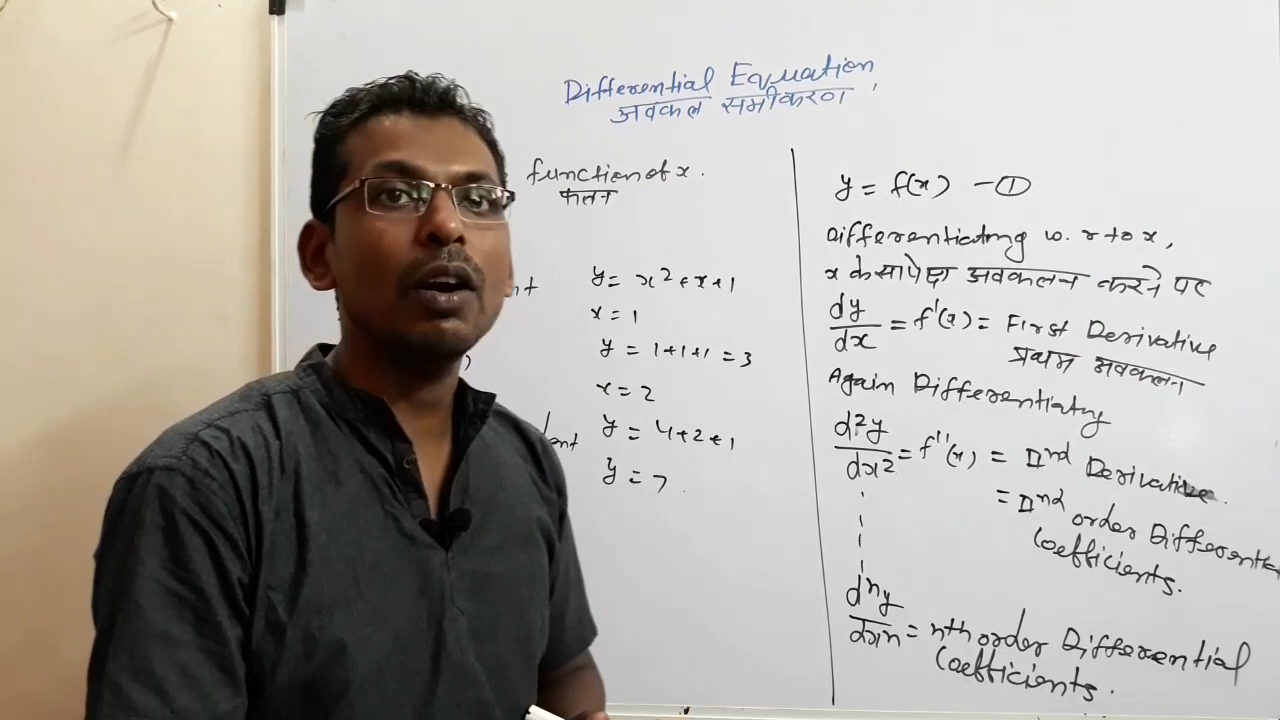 Differential Equation
अवकल समीकरण
function of x.
फलन
y = x² + x + 1
x = 1
y = 1+1+1 = 3
x = 2
y = 4+2+1
y = 7
y = f(x) - ①
Differentiating w. r to x,
x के सापेक्ष अवकलन करने पर
dy/dx = f'(x) = First Derivative
प्रथम अवकलन
Again Differentiating
d²y/dx² = f''(x) = IInd Derivative.
= IInd order Differential
Coefficients.
dⁿy/dxⁿ = nth order Differential
Coefficients.